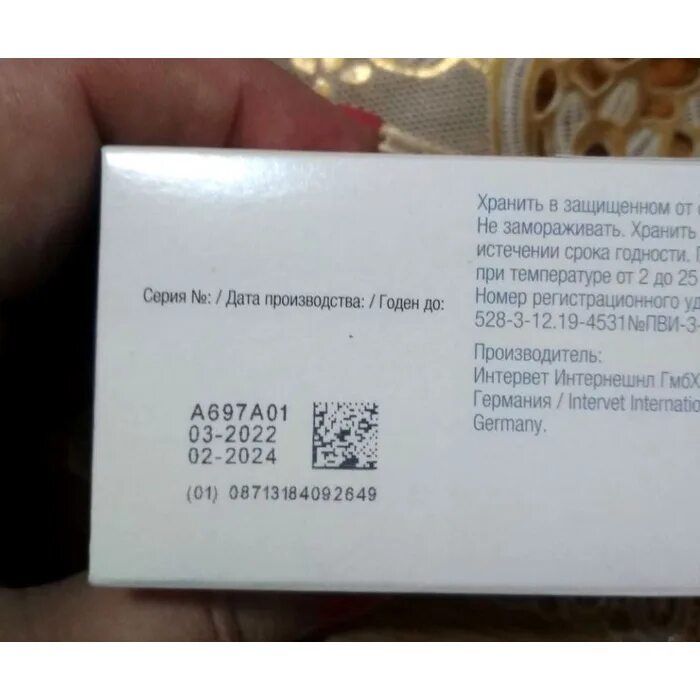 Серия №: / Дата производства: / Годен до:
A697A01
03-2022
02-2024
(01) 08713184092649
Хранить в защищенном от
Не замораживать. Хранить
истечении срока годности.
при температуре от 2 до 25
Номер регистрационного
528-3-12.19-4531№ПВИ-3-
Производитель:
Интервет Интернешнл ГмбХ
Германия / Intervet
Germany.